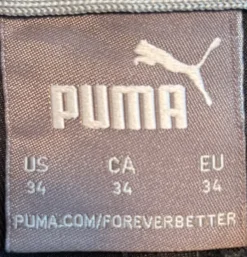 PUMA
US CA EU
34 34 34
PUMA.COM/FOREVERBETTER